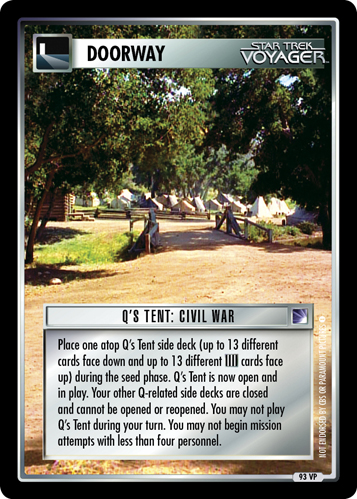 DOORWAY
STAR TREK
VOYAGER
Q'S TENT: CIVIL WAR
Place one atop Q's Tent side deck (up to 13 different
cards face down and up to 13 different cards face
up) during the seed phase. Q's Tent is now open and
in play. Your other Q-related side decks are closed
and cannot be opened or reopened. You may not play
Q's Tent during your turn. You may not begin mission
attempts with less than four personnel.
NOT ENDORSED BY CBS OR PARAMOUNT PICTURES
93 VP